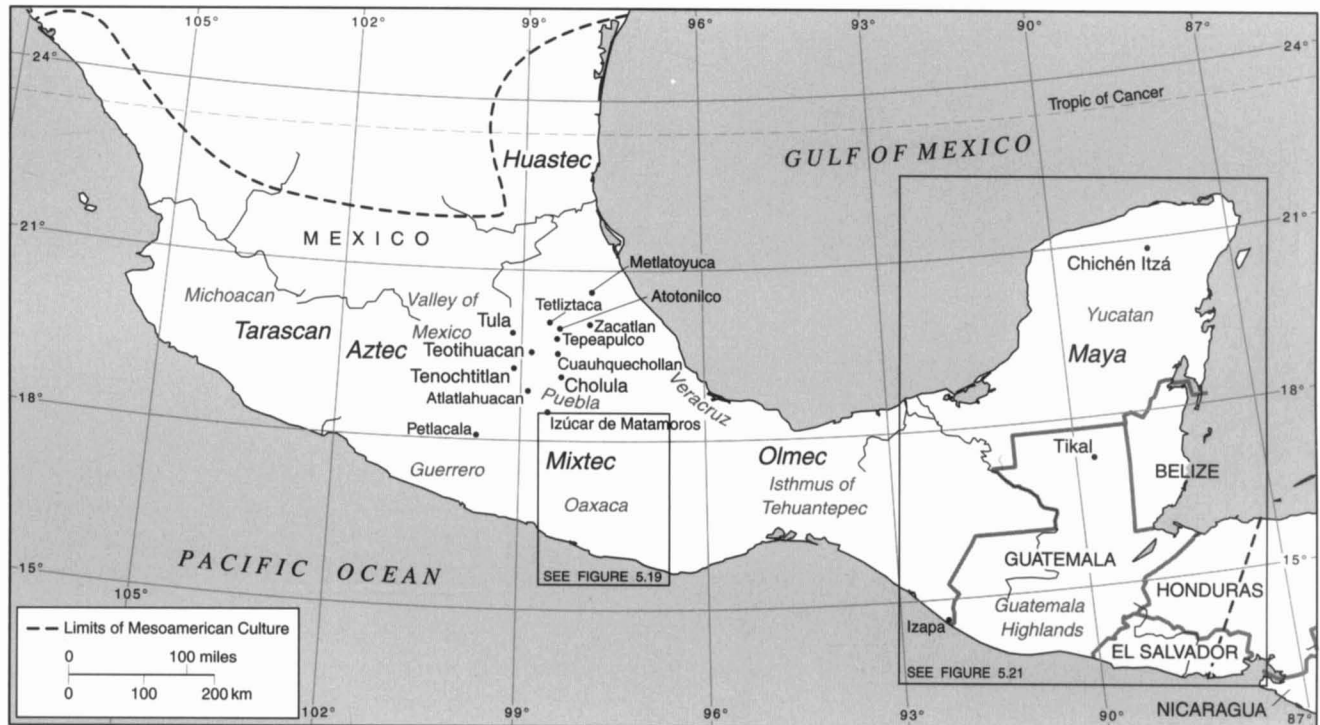 105°
102°
99°
96°
93°
90°
87°
24°
24°
Tropic of Cancer
Huastec
GULF OF MEXICO
21°
21°
MEXICO
Metlatoyuca
Chichén Itzá
Michoacan
Valley of
Mexico
Tetliztaca
Atotonilco
Yucatan
Tula
Zacatlan
Tarascan
Aztec
Tepeapulco
Maya
Teotihuacan
Cuauhquechollan
Tenochtitlan
Cholula
Veracruz
18°
18°
Atlatlahuacan
Puebla
Petlacala
Izúcar de Matamoros
Tikal
Guerrero
Mixtec
Olmec
BELIZE
Oaxaca
Isthmus of
Tehuantepec
PACIFIC OCEAN
GUATEMALA
15°
15°
SEE FIGURE 5.19
HONDURAS
105°
Guatemala
Highlands
Izapa
Limits of Mesoamerican Culture
EL SALVADOR
0 100 miles
0 100 200 km
SEE FIGURE 5.21
NICARAGUA
102°
99°
96°
93°
90°
87°